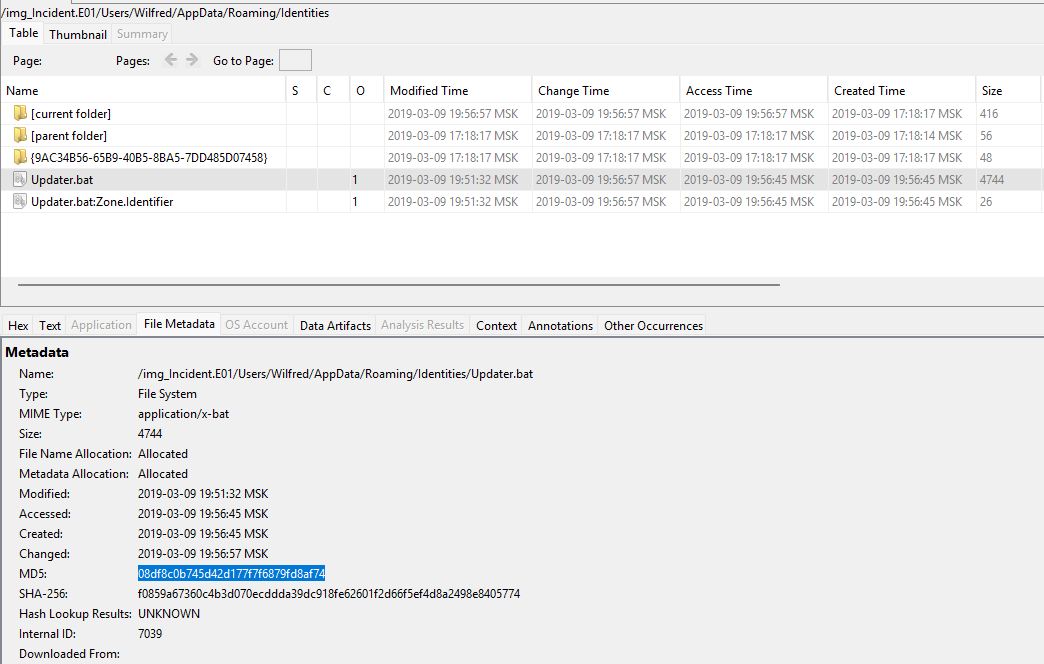 /img_Incident.E01/Users/Wilfred/AppData/Roaming/Identities
Table Thumbnail Summary
Page: Pages: Go to Page:
Name S C O Modified Time Change Time Access Time Created Time Size
[current folder] 2019-03-09 19:56:57 MSK 2019-03-09 19:56:57 MSK 2019-03-09 19:56:57 MSK 2019-03-09 17:18:17 MSK 416
[parent folder] 2019-03-09 17:18:17 MSK 2019-03-09 17:18:17 MSK 2019-03-09 17:18:17 MSK 2019-03-09 17:18:14 MSK 56
{9AC34B56-65B9-40B5-8BA5-7DD485D07458} 2019-03-09 17:18:17 MSK 2019-03-09 17:18:17 MSK 2019-03-09 17:18:17 MSK 2019-03-09 17:18:17 MSK 48
Updater.bat 1 2019-03-09 19:51:32 MSK 2019-03-09 19:56:57 MSK 2019-03-09 19:56:45 MSK 2019-03-09 19:56:45 MSK 4744
Updater.bat:Zone.Identifier 1 2019-03-09 19:51:32 MSK 2019-03-09 19:56:57 MSK 2019-03-09 19:56:45 MSK 2019-03-09 19:56:45 MSK 26
Hex Text Application File Metadata OS Account Data Artifacts Analysis Results Context Annotations Other Occurrences
Metadata
Name: /img_Incident.E01/Users/Wilfred/AppData/Roaming/Identities/Updater.bat
Type: File System
MIME Type: application/x-bat
Size: 4744
File Name Allocation: Allocated
Metadata Allocation: Allocated
Modified: 2019-03-09 19:51:32 MSK
Accessed: 2019-03-09 19:56:45 MSK
Created: 2019-03-09 19:56:45 MSK
Changed: 2019-03-09 19:56:57 MSK
MD5: 08df8c0b745d42d177f7f6879fd8af74
SHA-256: f0859a67360c4b3d070ecddda39dc918fe62601f2d66f5ef4d8a2498e8405774
Hash Lookup Results: UNKNOWN
Internal ID: 7039
Downloaded From: